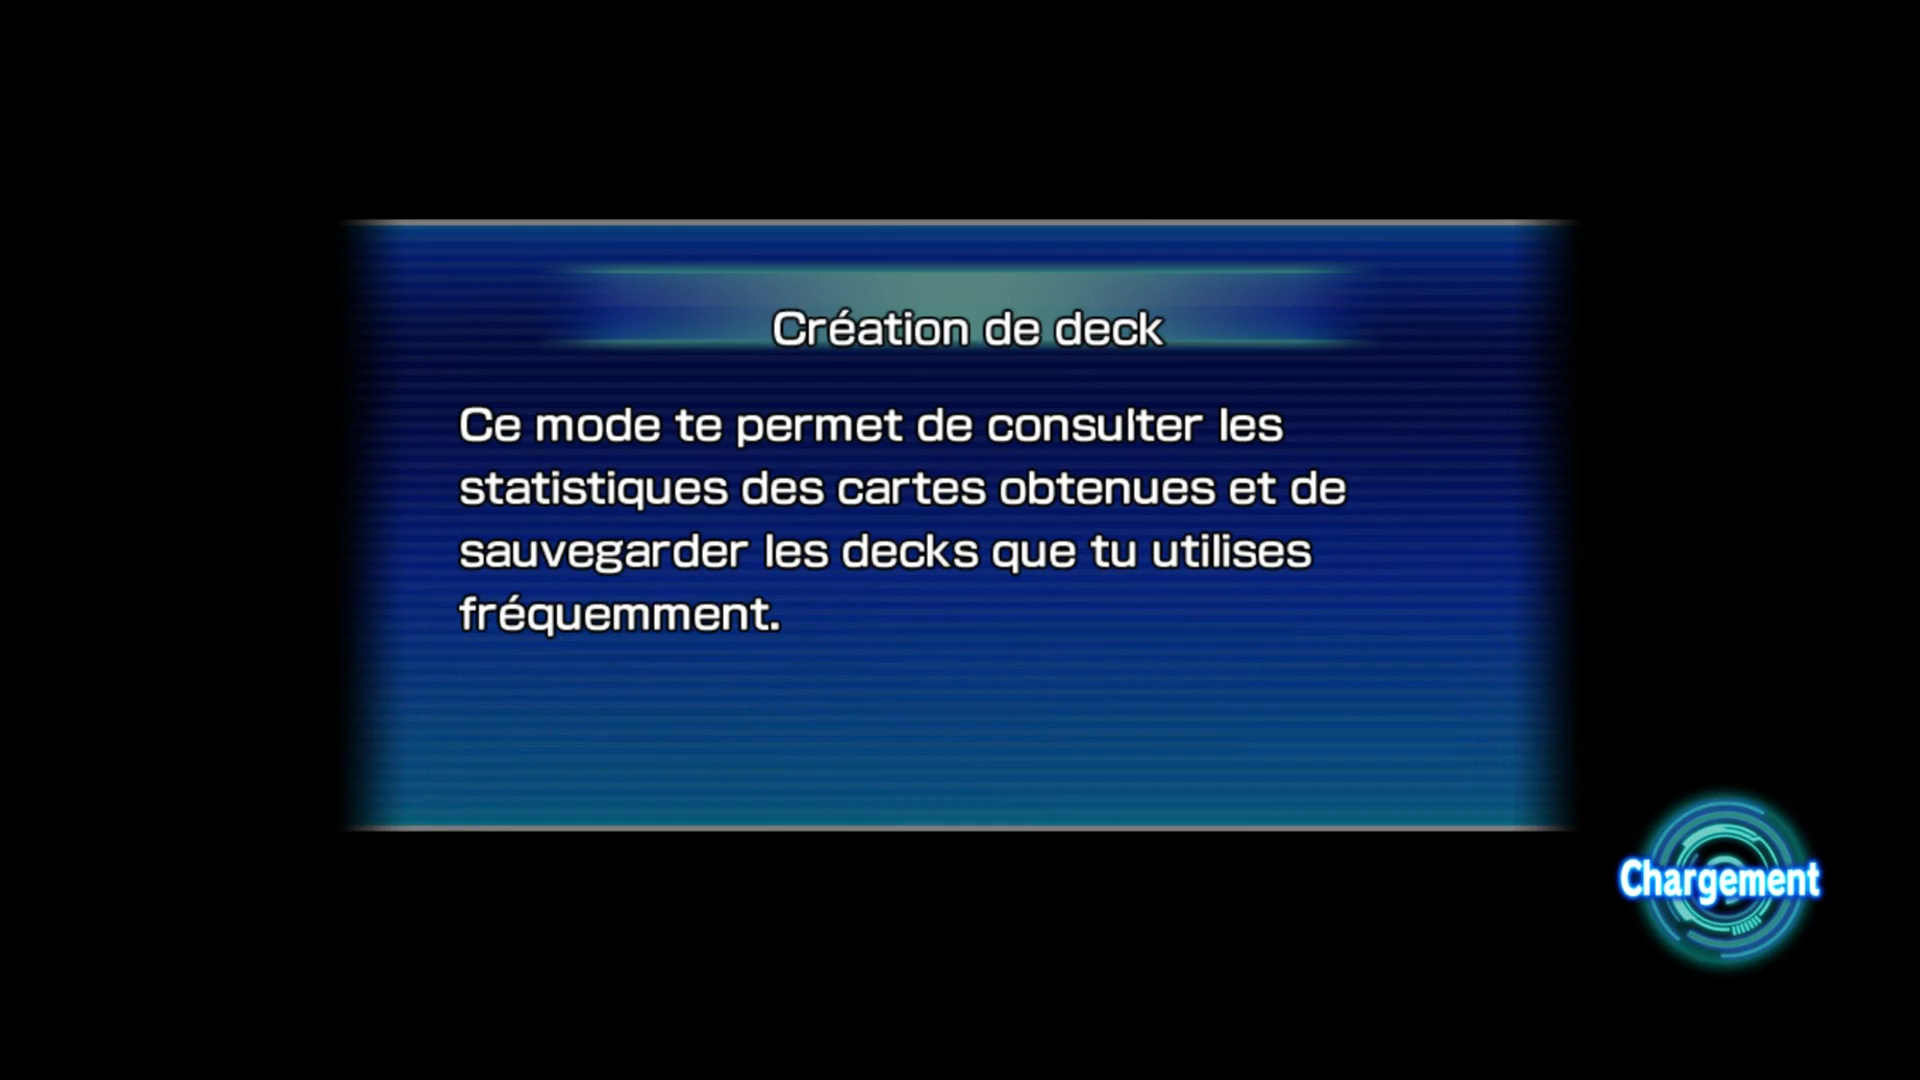 Création de deck
Ce mode te permet de consulter les
statistiques des cartes obtenues et de
sauvegarder les decks que tu utilises
fréquemment.
Chargement